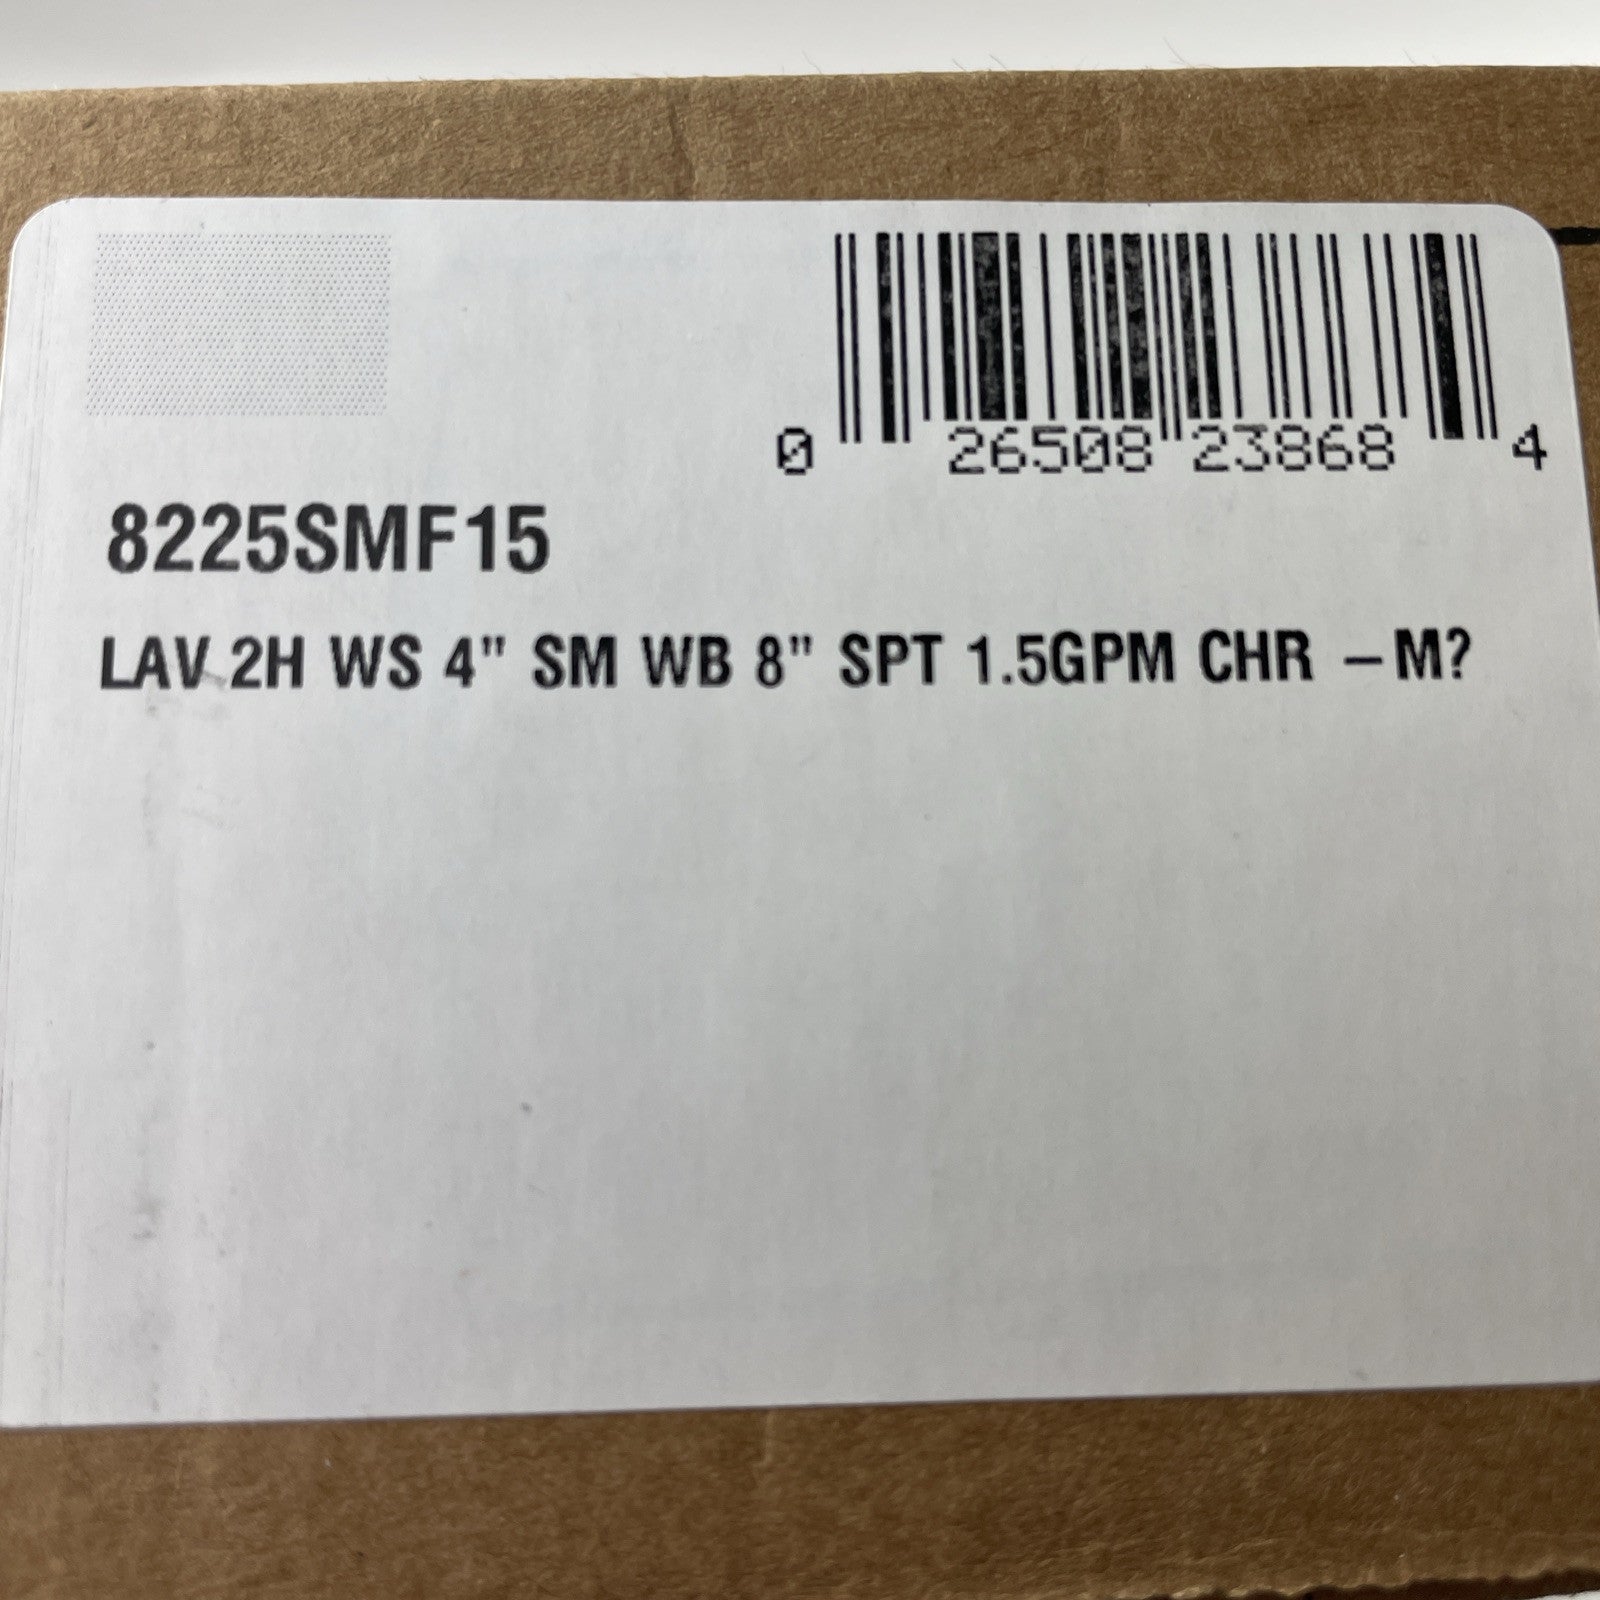 0 26508 23868 4
8225SMF15
LAV 2H WS 4" SM WB 8" SPT 1.5GPM CHR –M?